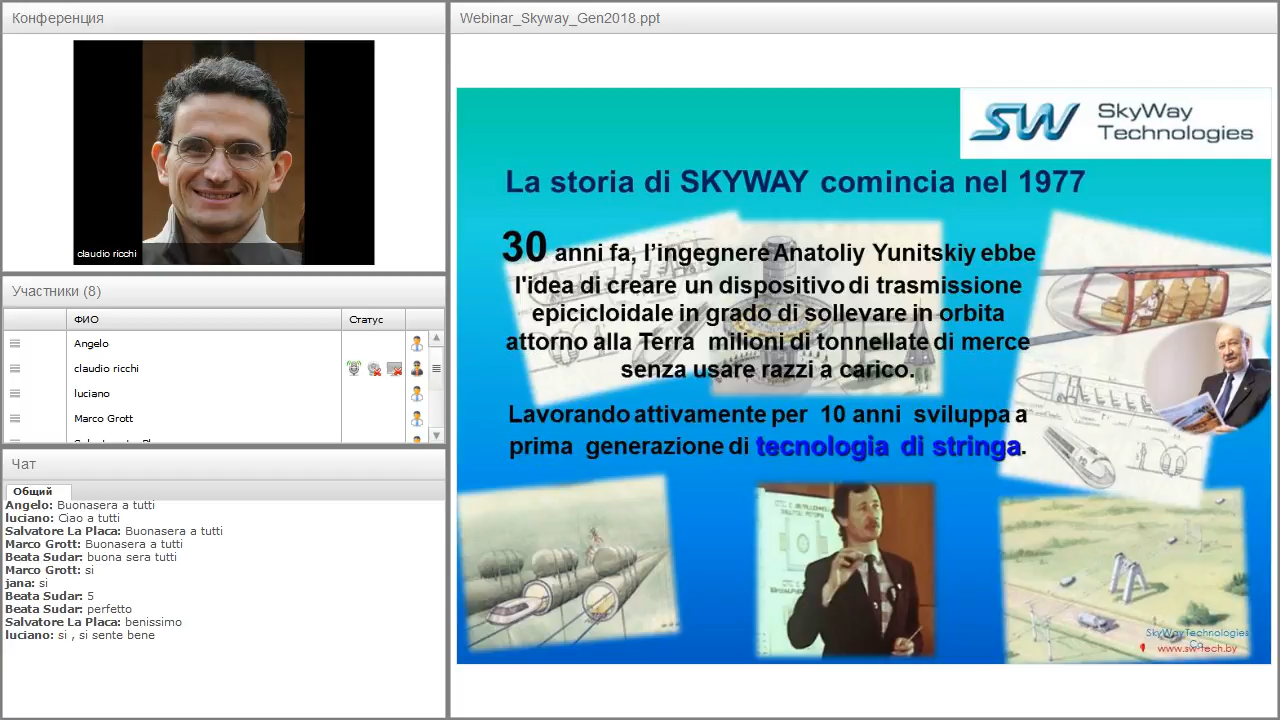 Конференция
claudio ricchi
Участники (8)
ФИО
Статус
Angelo
claudio ricchi
luciano
Marco Grott
Чат
Общий
Angelo: Buonasera a tutti
luciano: Ciao a tutti
Salvatore La Placa: Buonasera a tutti
Marco Grott: Buonasera a tutti
Beata Sudar: buona sera tutti
Marco Grott: si
jana: si
Beata Sudar: 5
Beata Sudar: perfetto
Salvatore La Placa: benissimo
luciano: si , si sente bene
Webinar_Skyway_Gen2018.ppt
SW SkyWay
Technologies
La storia di SKYWAY comincia nel 1977
30 anni fa, l’ingegnere Anatoliy Yunitskiy ebbe
l'idea di creare un dispositivo di trasmissione
epicicloidale in grado di sollevare in orbita
attorno alla Terra milioni di tonnellate di merce
senza usare razzi a carico.
Lavorando attivamente per 10 anni sviluppa a
prima generazione di tecnologia di stringa.
SkyWay Technologies
Co.
www.sw-tech.by